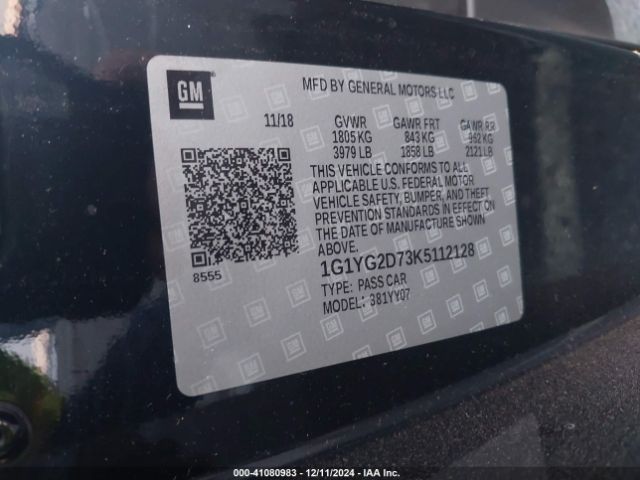 GM
MFD BY GENERAL MOTORS LLC
11/18 GVWR GAWR FRT GAWR RR
1805 KG 843 KG 962 KG
3979 LB 1858 LB 2121 LB
THIS VEHICLE CONFORMS TO ALL
APPLICABLE U.S. FEDERAL MOTOR
VEHICLE SAFETY, BUMPER, AND THEFT
PREVENTION STANDARDS IN EFFECT ON
DATE OF MANUFACTURE SHOWN
ABOVE.
8555
1G1YG2D73K5112128
TYPE: PASS CAR
MODEL: 381YY07
000-41080983 – 12/11/2024 – IAA Inc.